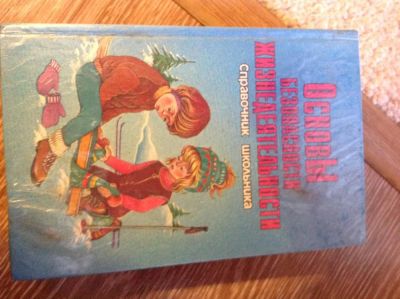 Основы
БЕЗОПАСНОСТИ
ЖИЗНЕДЕЯТЕЛЬНОСТИ
Справочник школьника